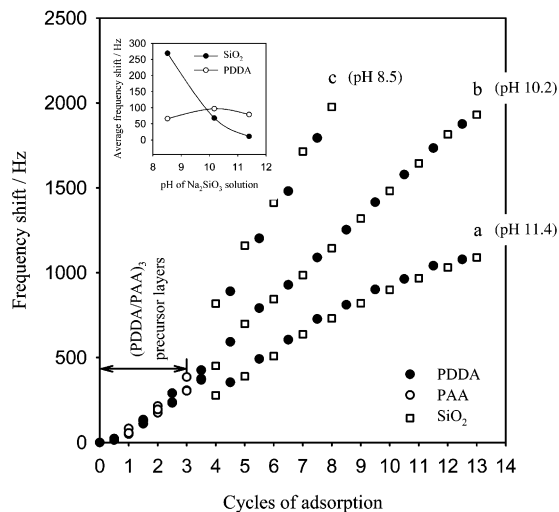 Frequency shift / Hz
2500
2000
1500
1000
500
0
0 1 2 3 4 5 6 7 8 9 10 11 12 13 14
Cycles of adsorption
Average frequency shift / Hz
350
300
250
200
150
100
50
0
8 9 10 11 12
pH of Na₂SiO₃ solution
SiO₂
PDDA
c (pH 8.5)
b (pH 10.2)
a (pH 11.4)
(PDDA/PAA)₃
precursor layers
PDDA
PAA
SiO₂